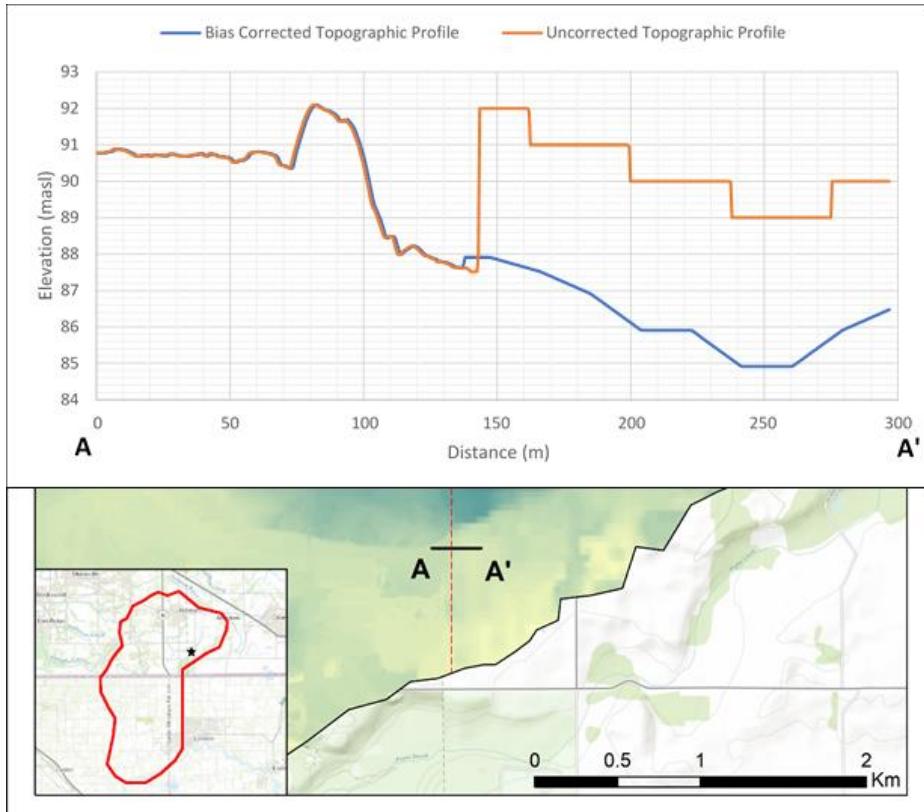 Bias Corrected Topographic Profile Uncorrected Topographic Profile
93
92
91
90
89
88
87
86
85
84
Elevation (masl)
0 50 100 150 200 250 300
A Distance (m) A'
A A'
0 0.5 1 2
Km